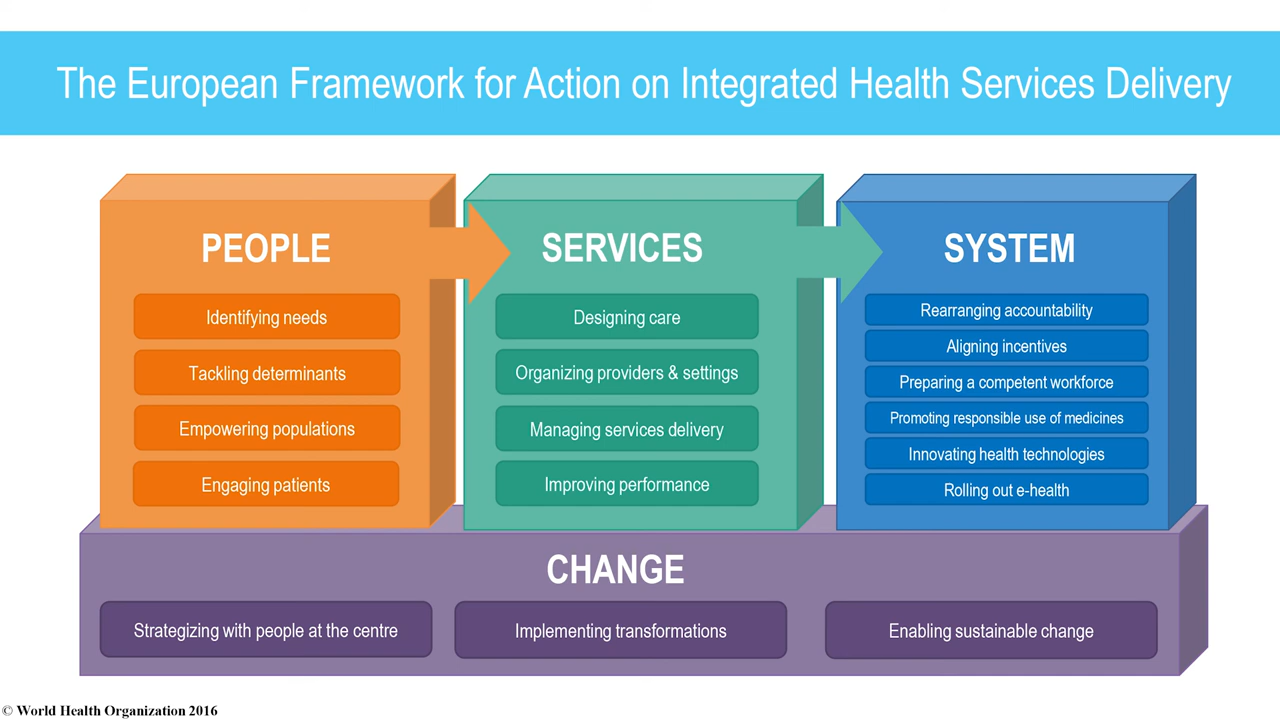 The European Framework for Action on Integrated Health Services Delivery
PEOPLE
Identifying needs
Tackling determinants
Empowering populations
Engaging patients
SERVICES
Designing care
Organizing providers & settings
Managing services delivery
Improving performance
SYSTEM
Rearranging accountability
Aligning incentives
Preparing a competent workforce
Promoting responsible use of medicines
Innovating health technologies
Rolling out e-health
CHANGE
Strategizing with people at the centre
Implementing transformations
Enabling sustainable change
© World Health Organization 2016